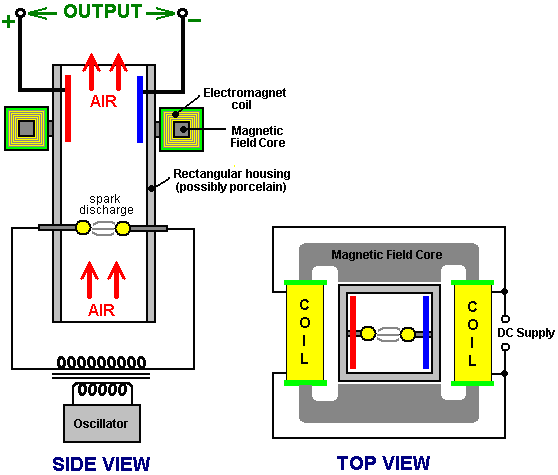 OUTPUT
+
−
AIR
Electromagnet
coil
Magnetic
Field Core
Rectangular housing
(possibly porcelain)
spark
discharge
AIR
Oscillator
SIDE VIEW
Magnetic Field Core
COIL
COIL
DC Supply
TOP VIEW